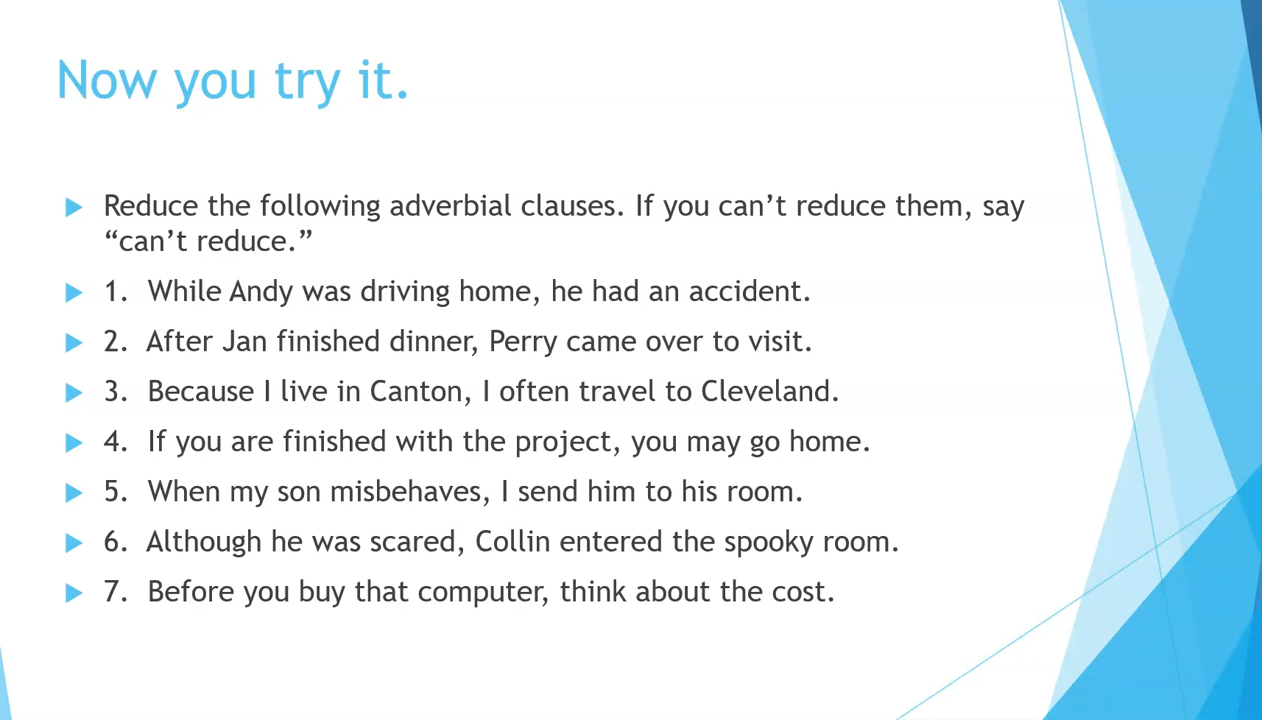 Now you try it.
Reduce the following adverbial clauses. If you can’t reduce them, say
“can’t reduce.”
1. While Andy was driving home, he had an accident.
2. After Jan finished dinner, Perry came over to visit.
3. Because I live in Canton, I often travel to Cleveland.
4. If you are finished with the project, you may go home.
5. When my son misbehaves, I send him to his room.
6. Although he was scared, Collin entered the spooky room.
7. Before you buy that computer, think about the cost.